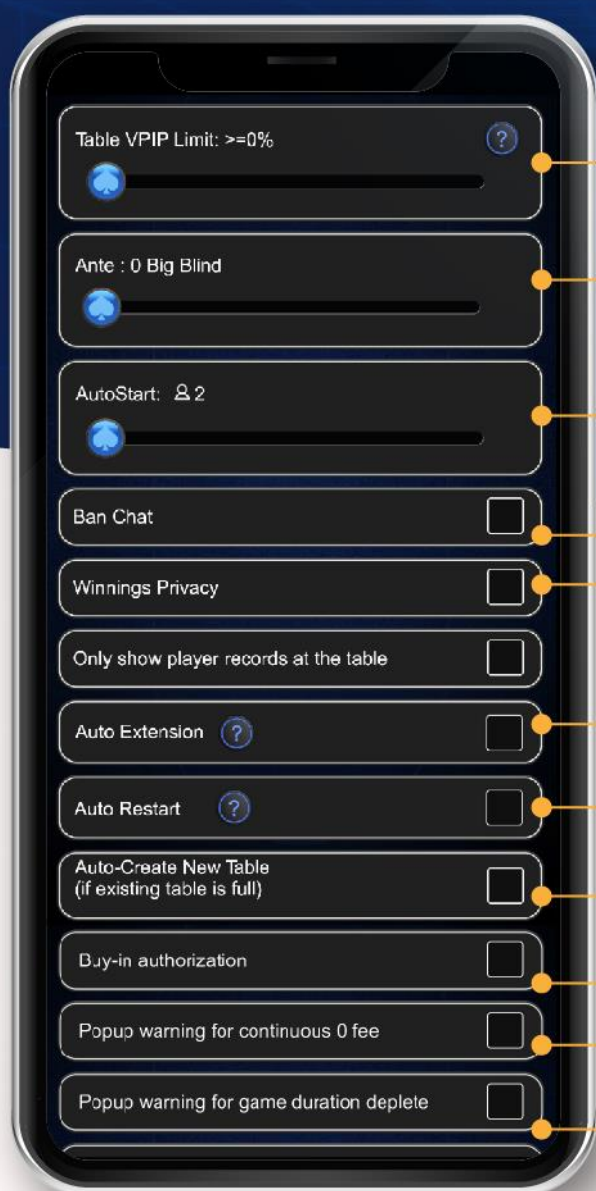 Table VPIP Limit: >=0%
?
Ante : 0 Big Blind
AutoStart: 2
Ban Chat
Winnings Privacy
Only show player records at the table
Auto Extension ?
Auto Restart ?
Auto-Create New Table
(if existing table is full)
Buy-in authorization
Popup warning for continuous 0 fee
Popup warning for game duration deplete